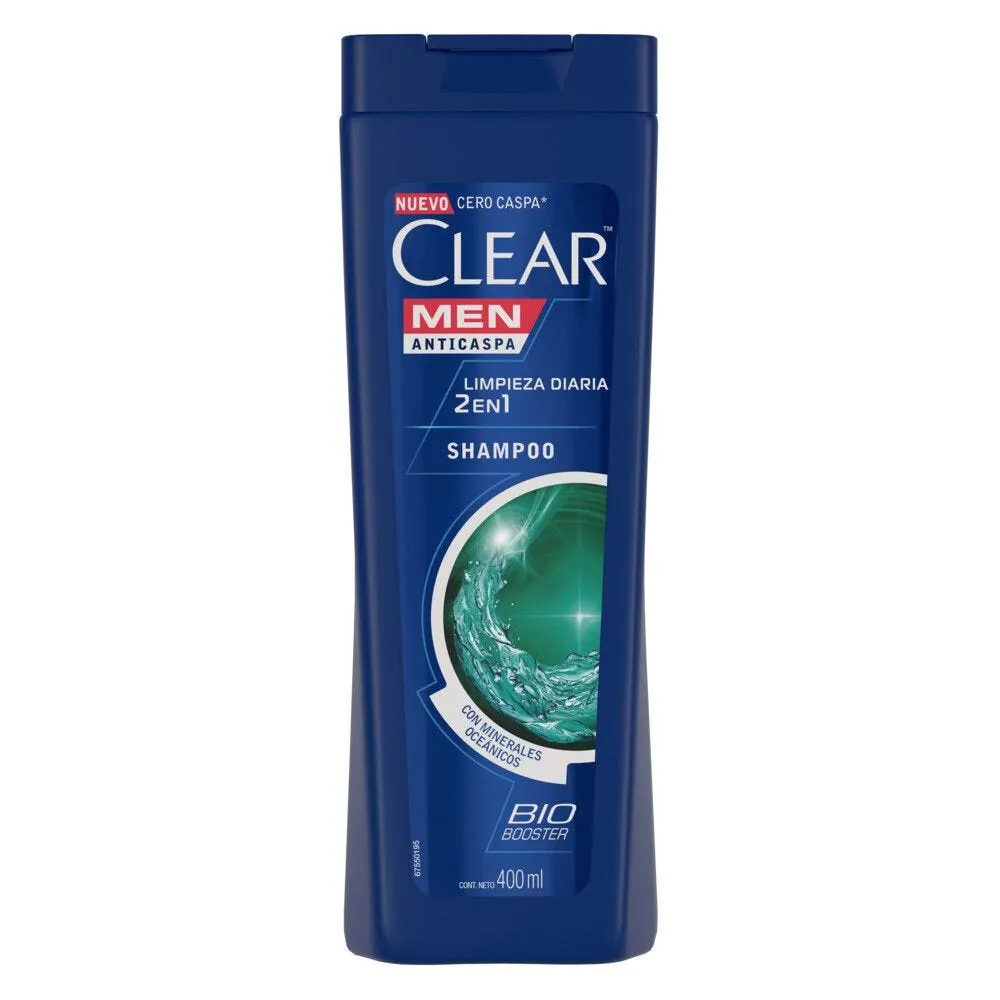 NUEVO CERO CASPA*
CLEAR™
MEN
ANTICASPA
LIMPIEZA DIARIA
2EN1
SHAMPOO
CON MINERALES
OCEÁNICOS
BIO
BOOSTER
67550195
CONT. NETO 400 ml